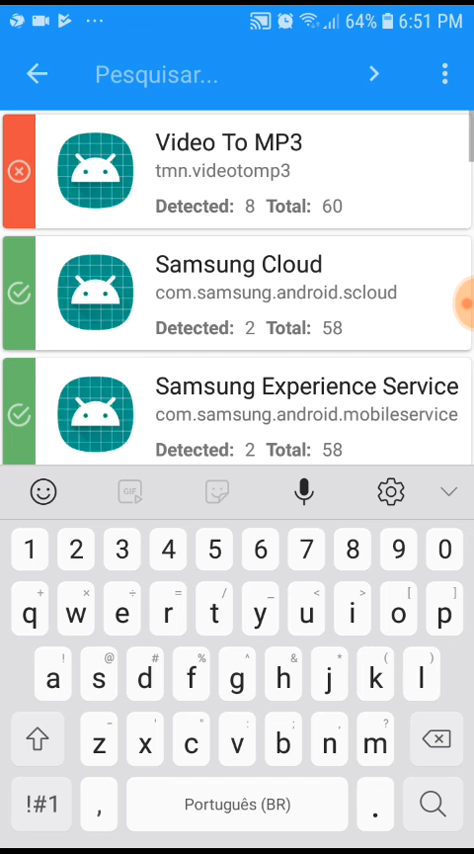 64% 6:51 PM
Pesquisar...
Video To MP3
tmn.videotomp3
Detected: 8 Total: 60
Samsung Cloud
com.samsung.android.scloud
Detected: 2 Total: 58
Samsung Experience Service
com.samsung.android.mobileservice
Detected: 2 Total: 58
GIF
1 2 3 4 5 6 7 8 9 0
+ × ÷ = / _ < > [ ]
q w e r t y u i o p
! @ # % ^ & * ( )
a s d f g h j k l
- ' " : ; , ?
z x c v b n m
!#1 , Português (BR) .